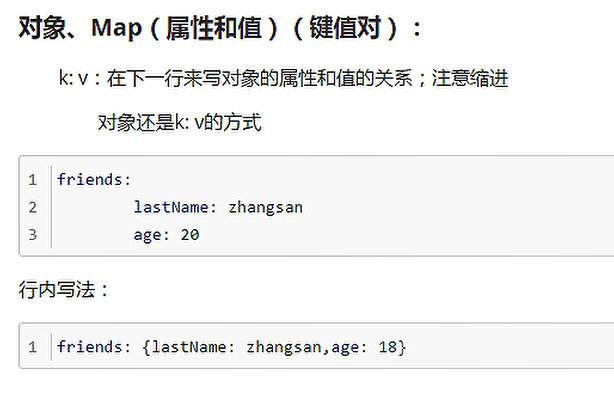 对象、Map（属性和值）（键值对）：
k: v：在下一行来写对象的属性和值的关系；注意缩进
对象还是k: v的方式
1 friends:
2 lastName: zhangsan
3 age: 20
行内写法：
1 friends: {lastName: zhangsan,age: 18}